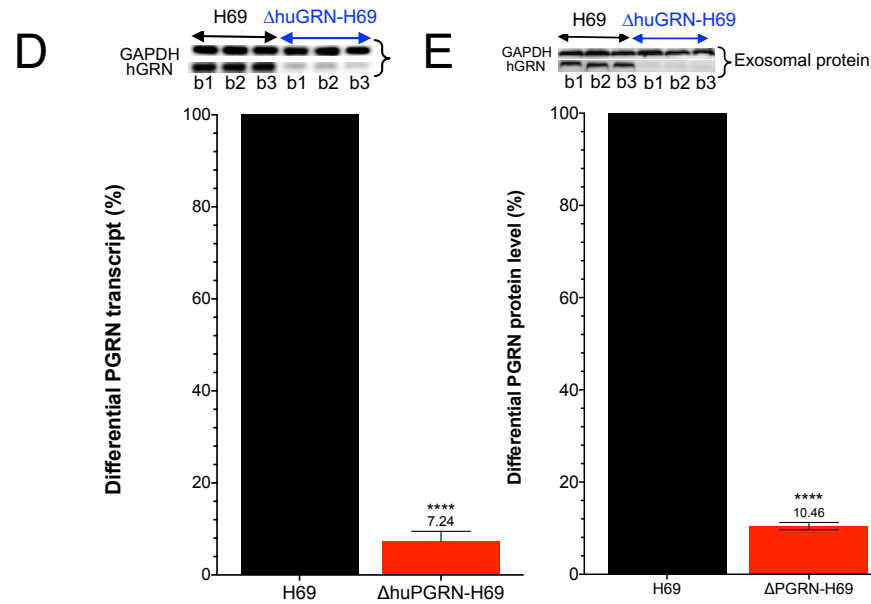 D
H69 ΔhuGRN-H69
GAPDH
hGRN
b1 b2 b3 b1 b2 b3
Differential PGRN transcript (%)
100
80
60
40
20
0
****
7.24
H69 ΔhuPGRN-H69
E
H69 ΔhuGRN-H69
GAPDH
hGRN
Exosomal protein
b1 b2 b3 b1 b2 b3
Differential PGRN protein level (%)
100
80
60
40
20
0
****
10.46
H69 ΔPGRN-H69